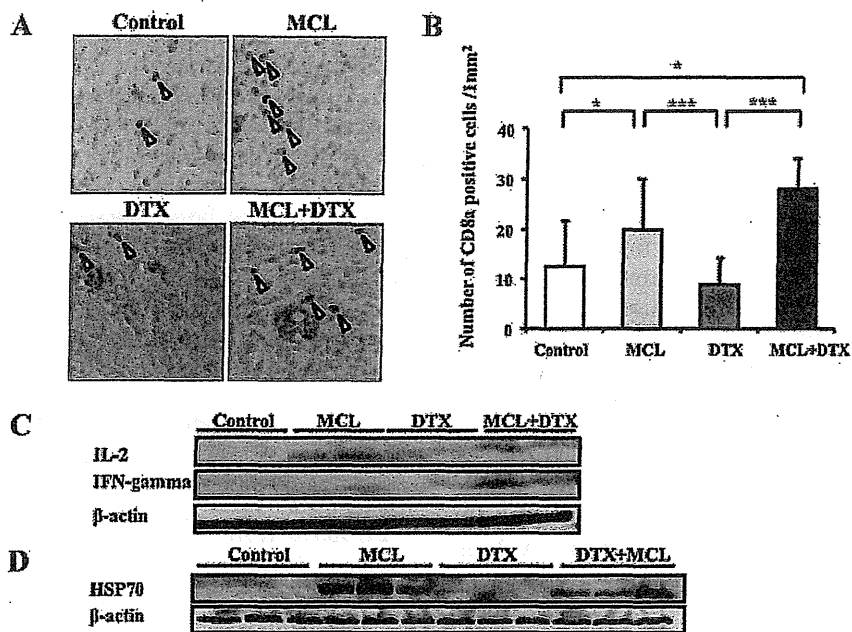 A
Control MCL
DTX MCL+DTX
B
Number of CD8a positive cells /1mm²
40
30
20
10
0
* *** ***
*
Control MCL DTX MCL+DTX
C
Control MCL DTX MCL+DTX
IL-2
IFN-gamma
β-actin
D
Control MCL DTX DTX+MCL
HSP70
β-actin